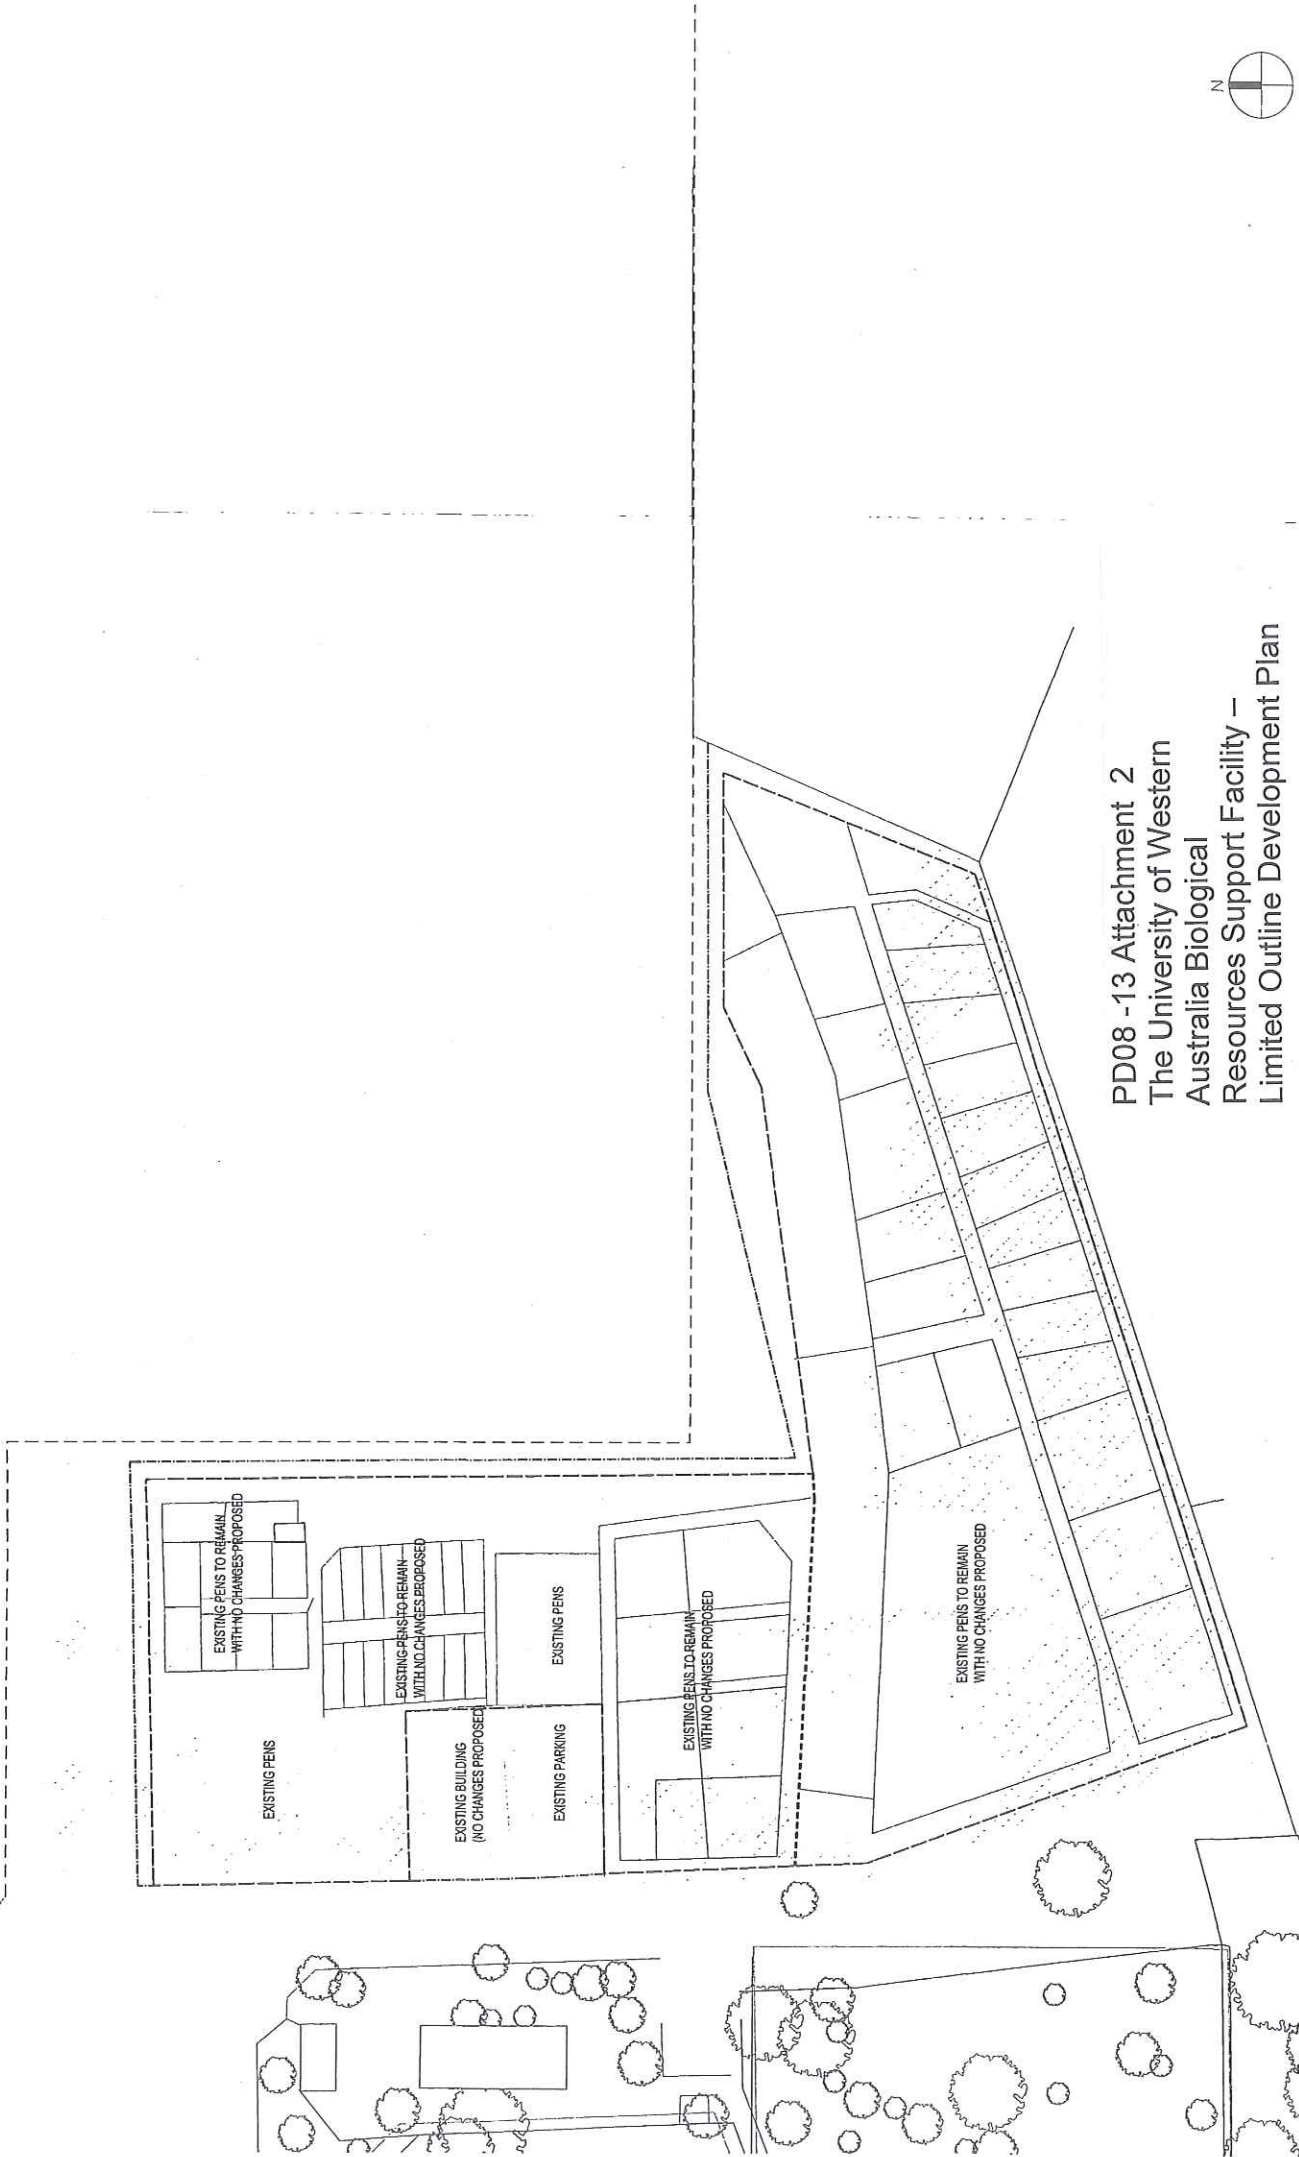 N
EXISTING PENS TO REMAIN
WITH NO CHANGES PROPOSED
EXISTING PENS TO REMAIN
WITH NO CHANGES PROPOSED
EXISTING PENS
EXISTING PENS
EXISTING BUILDING
(NO CHANGES PROPOSED)
EXISTING PARKING
EXISTING PENS TO REMAIN
WITH NO CHANGES PROPOSED
EXISTING PENS TO REMAIN
WITH NO CHANGES PROPOSED
PD08 -13 Attachment 2
The University of Western
Australia Biological
Resources Support Facility –
Limited Outline Development Plan